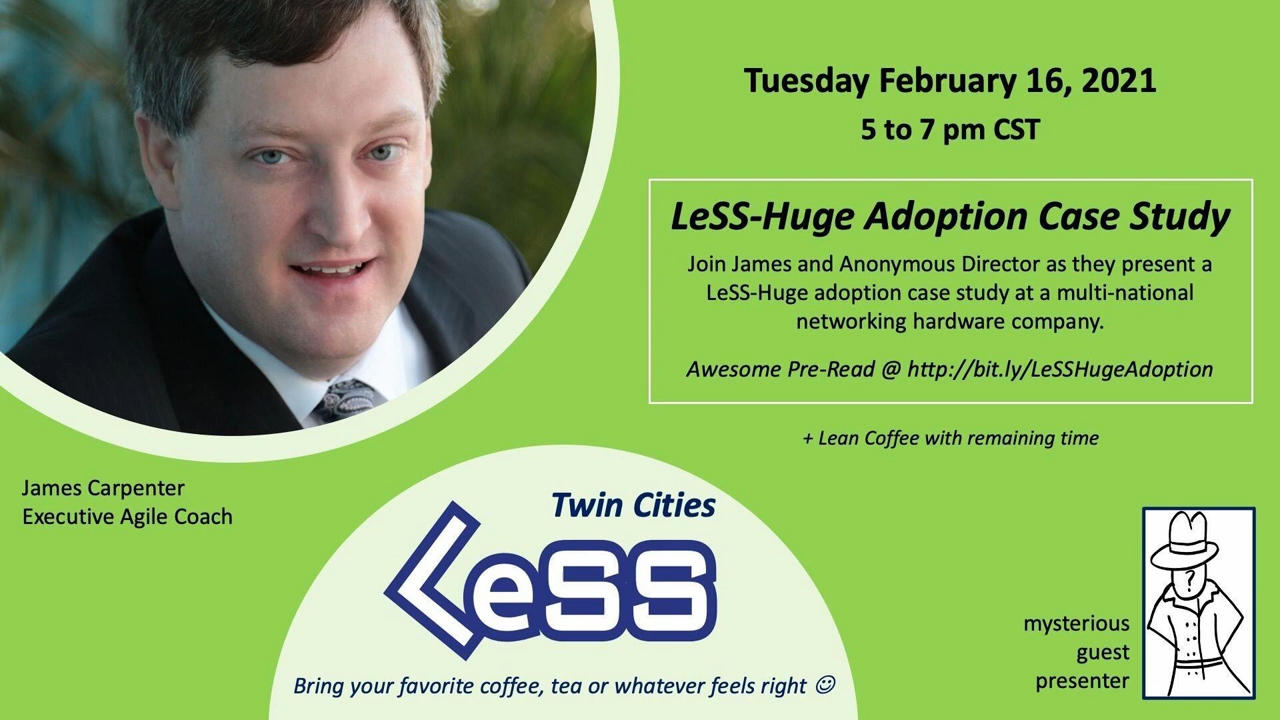 Tuesday February 16, 2021
5 to 7 pm CST
LeSS-Huge Adoption Case Study
Join James and Anonymous Director as they present a
LeSS-Huge adoption case study at a multi-national
networking hardware company.
Awesome Pre-Read @ http://bit.ly/LeSSHugeAdoption
+ Lean Coffee with remaining time
James Carpenter
Executive Agile Coach
Twin Cities
LeSS
Bring your favorite coffee, tea or whatever feels right ☺
mysterious
guest
presenter
?